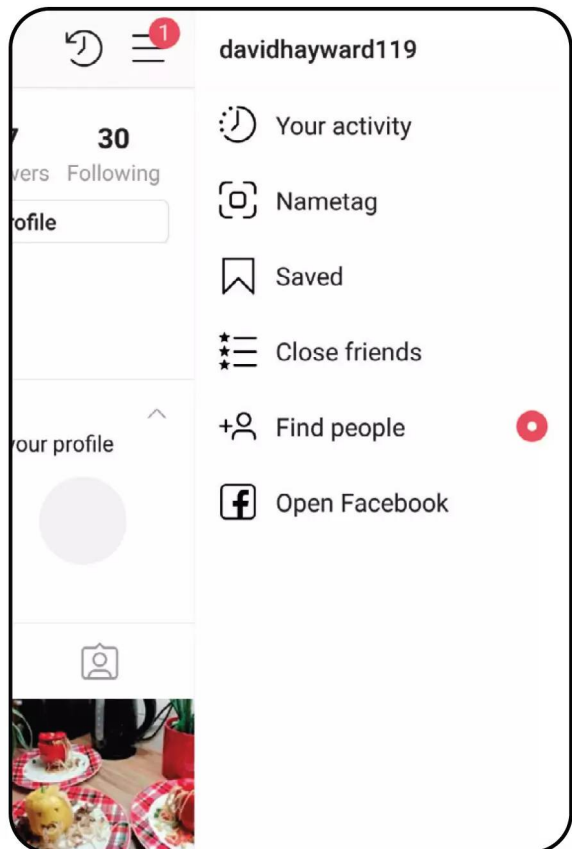 1
davidhayward119
7
30
vers Following
ofile
your profile
Your activity
Nametag
Saved
Close friends
Find people
Open Facebook